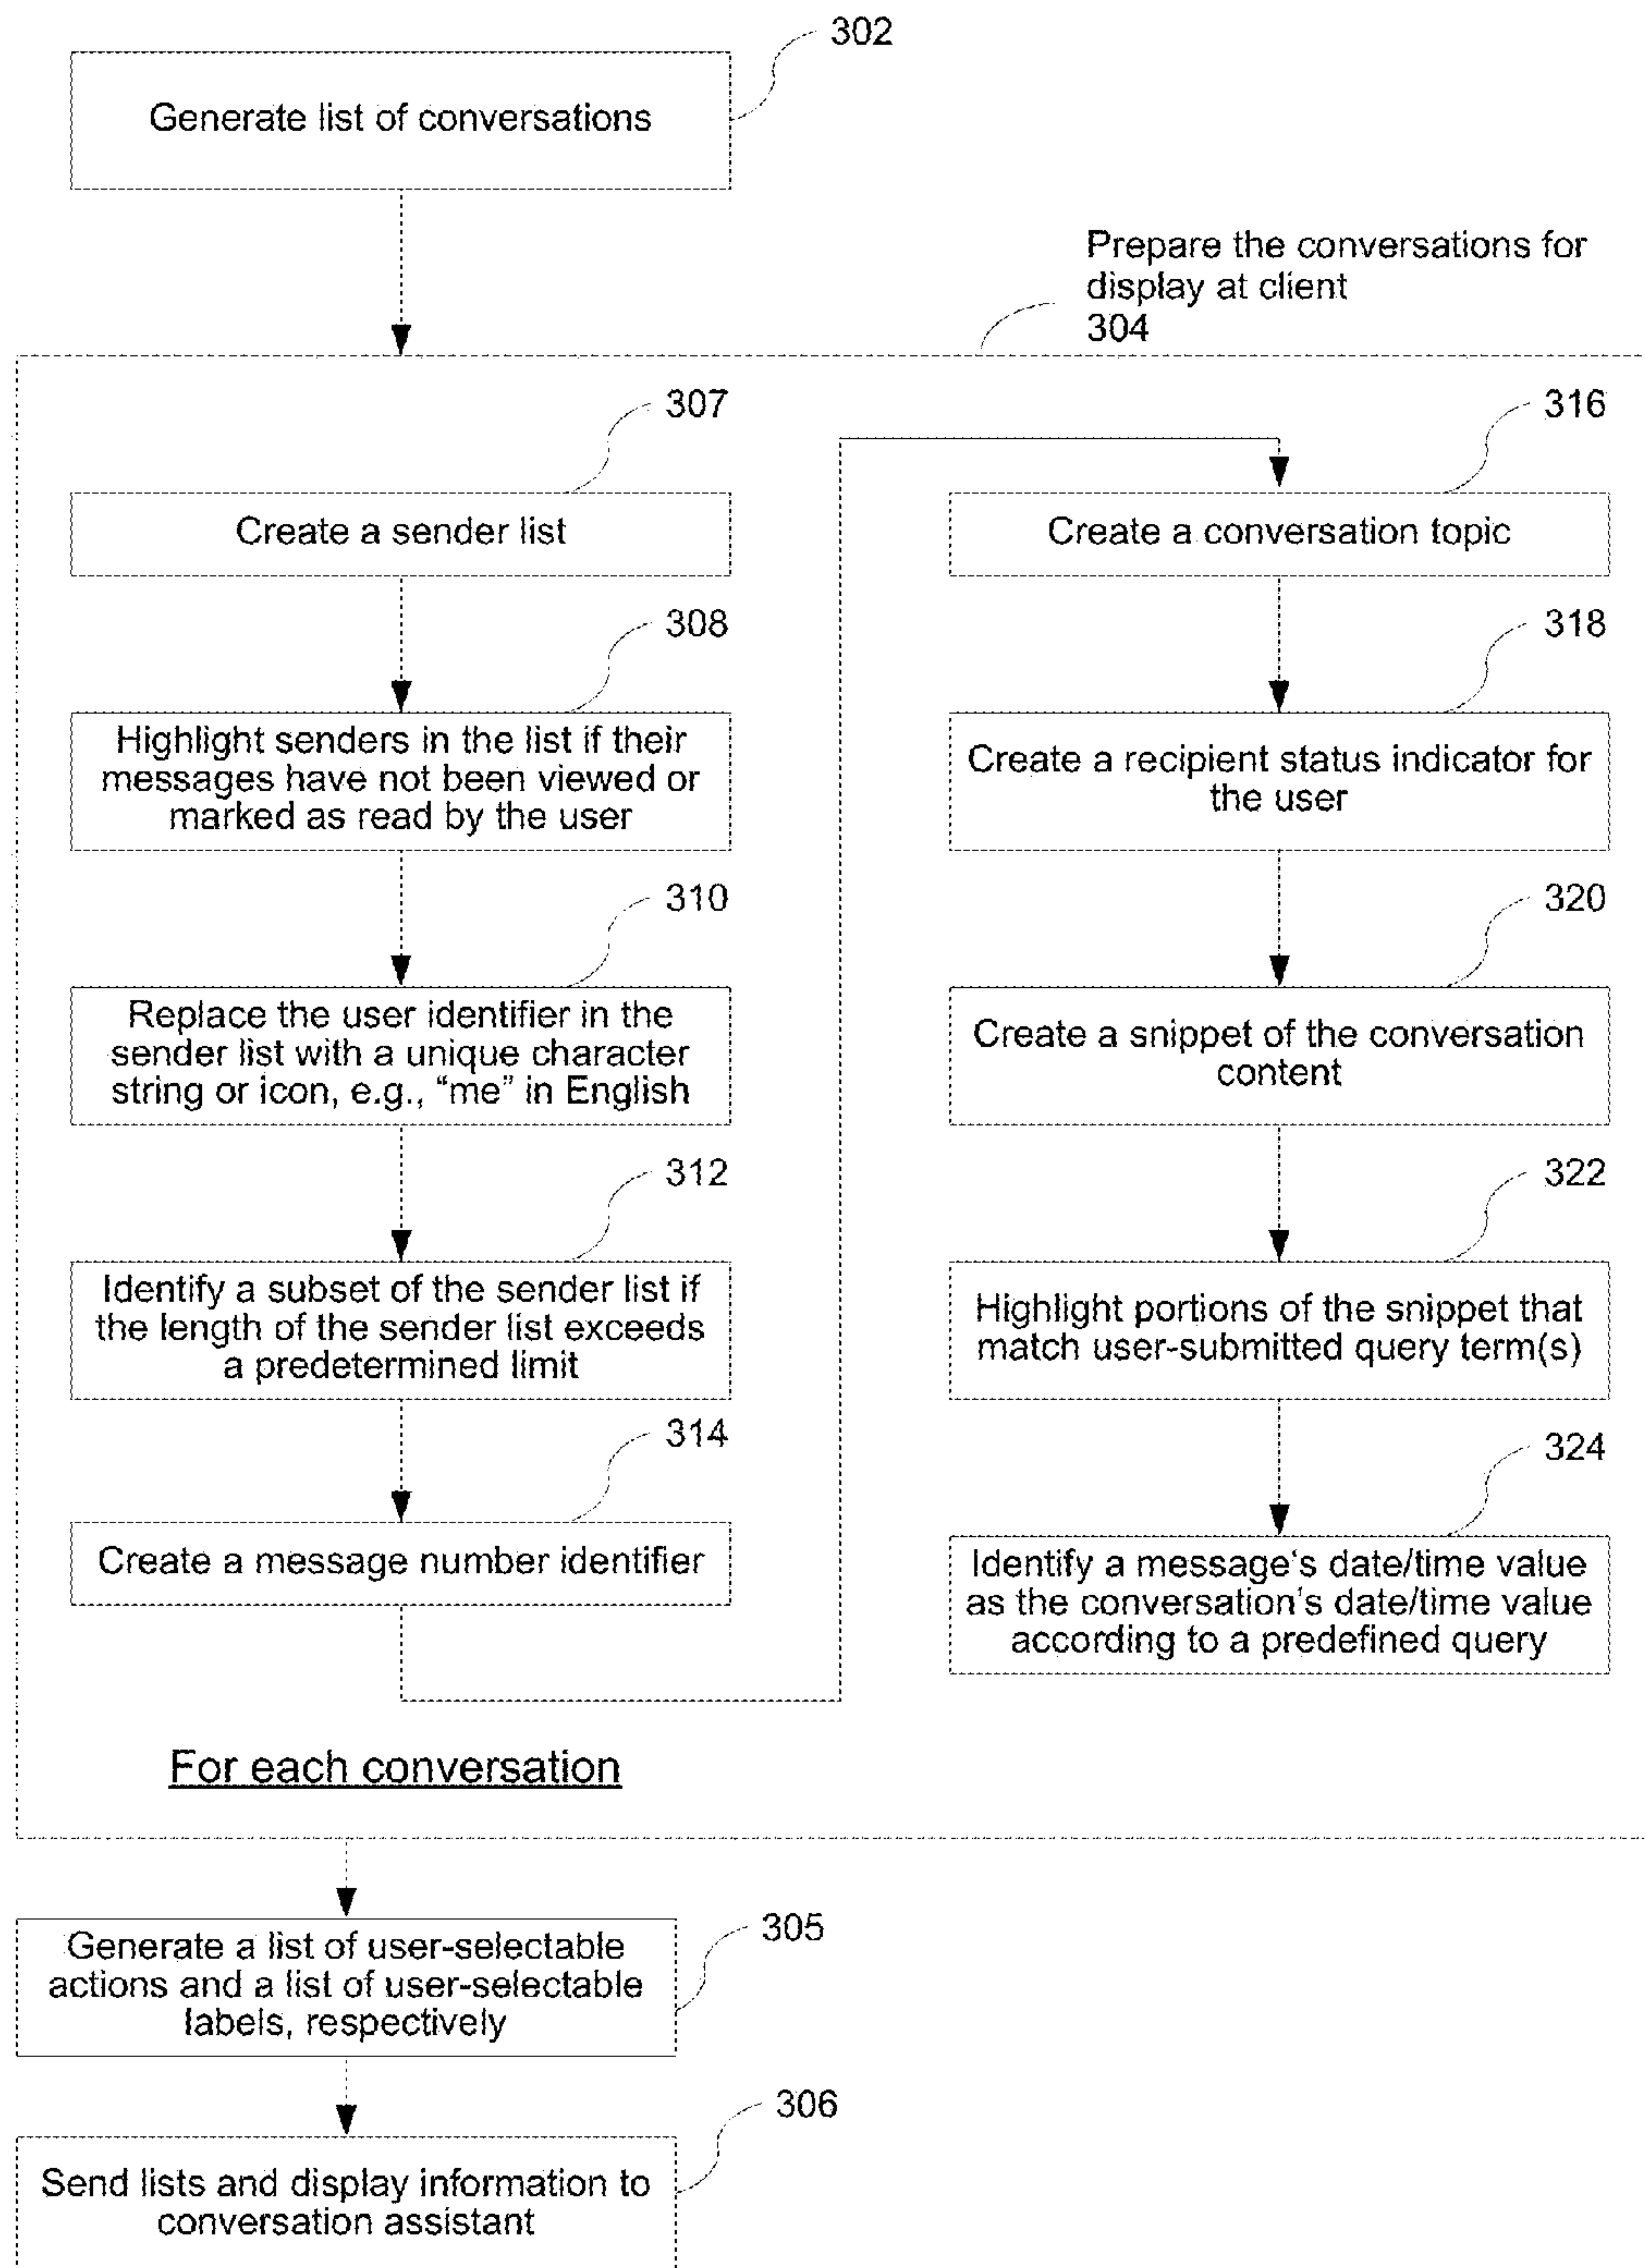 302
Generate list of conversations
Prepare the conversations for
display at client
304
307
Create a sender list
308
Highlight senders in the list if their
messages have not been viewed or
marked as read by the user
310
Replace the user identifier in the
sender list with a unique character
string or icon, e.g., “me” in English
312
Identify a subset of the sender list if
the length of the sender list exceeds
a predetermined limit
314
Create a message number identifier
316
Create a conversation topic
318
Create a recipient status indicator for
the user
320
Create a snippet of the conversation
content
322
Highlight portions of the snippet that
match user-submitted query term(s)
324
Identify a message‘s date/time value
as the conversation‘s date/time value
according to a predefined query
For each conversation
305
Generate a list of user-selectable
actions and a list of user-selectable
labels, respectively
306
Send lists and display information to
conversation assistant